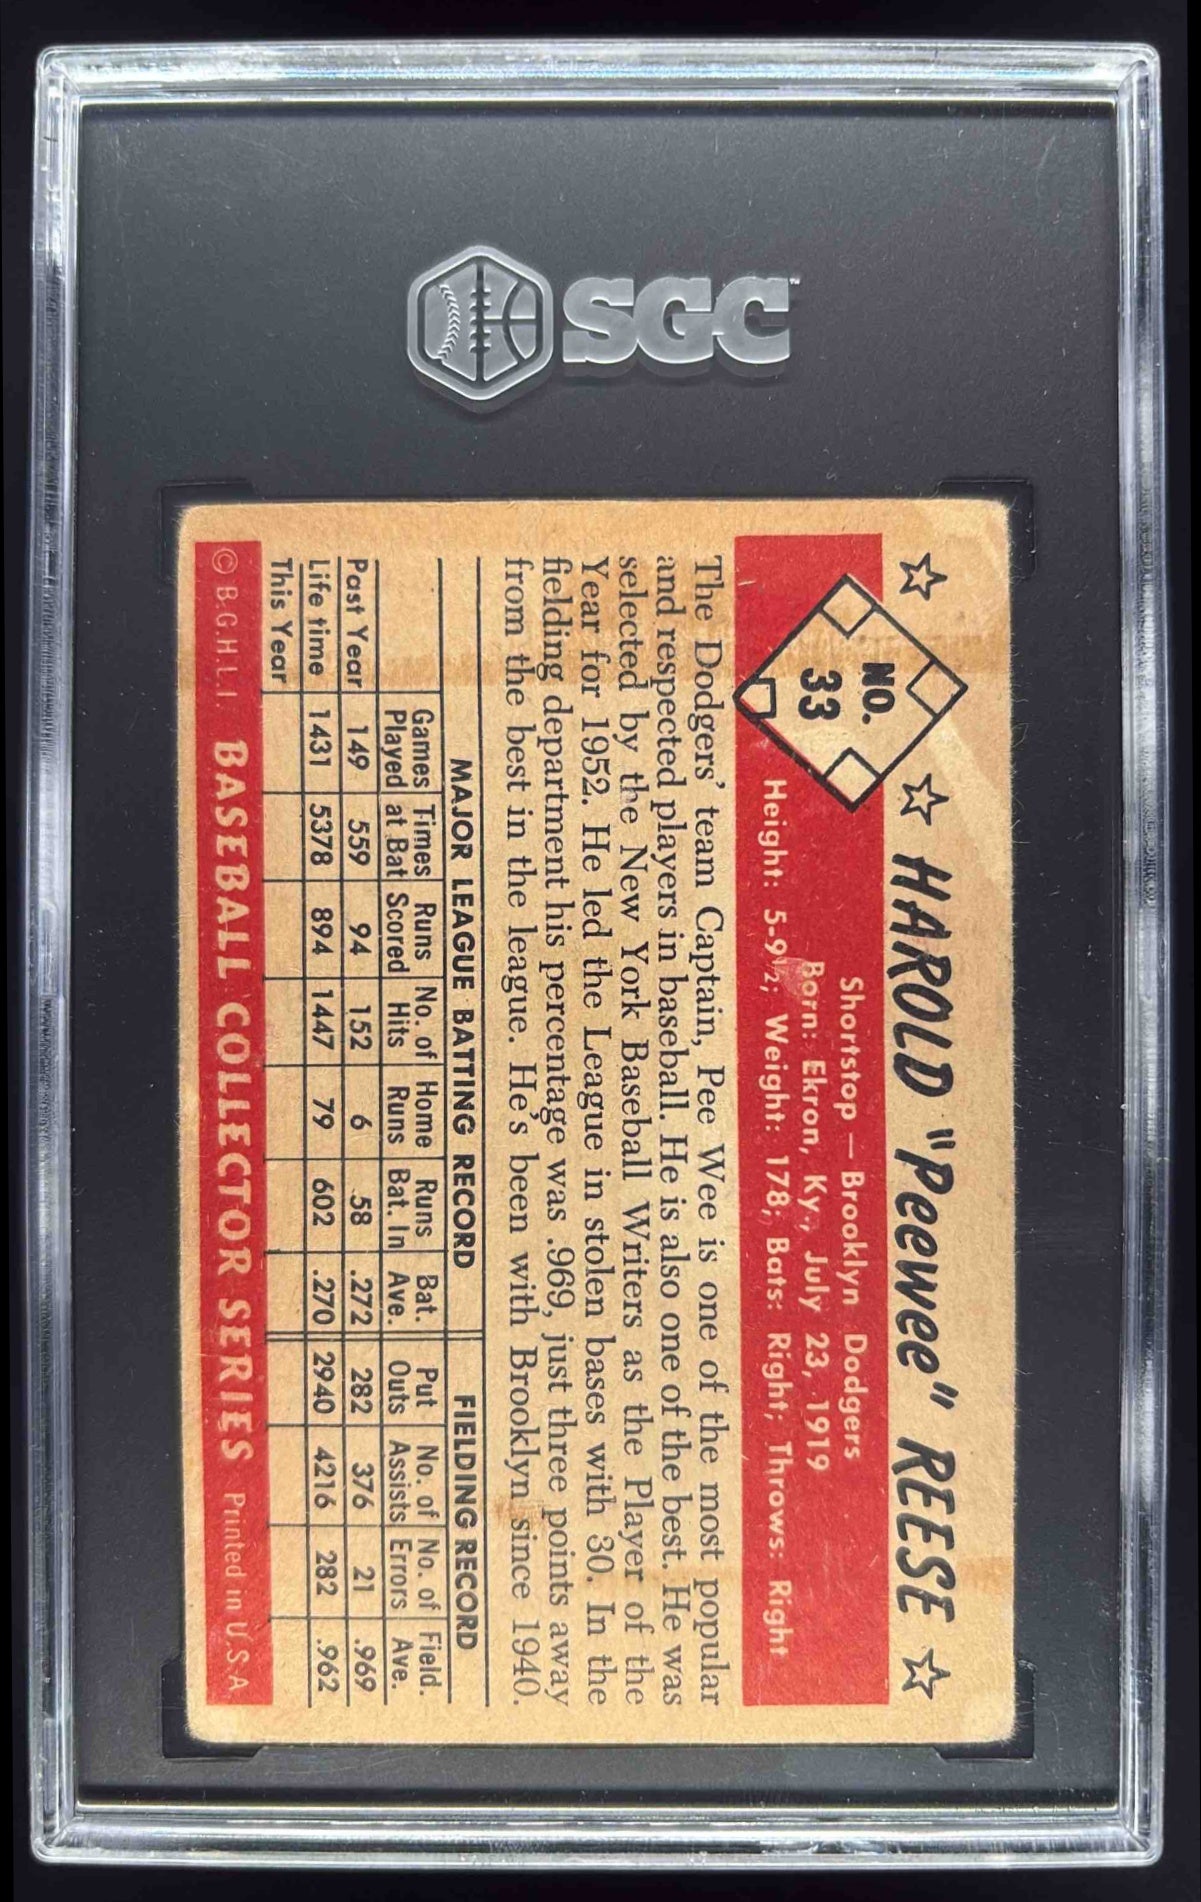 SGC™
NO.
33
HAROLD "Peewee" REESE
Shortstop — Brooklyn Dodgers
Born: Ekron, Ky., July 23, 1919
Height: 5-9½; Weight: 178; Bats: Right; Throws: Right
The Dodgers' team Captain, Pee Wee is one of the most popular
and respected players in baseball. He is also one of the best. He was
selected by the New York Baseball Writers as the Player of the
Year for 1952. He led the League in stolen bases with 30. In the
fielding department his percentage was .969, just three points away
from the best in the league. He's been with Brooklyn since 1940.
MAJOR LEAGUE BATTING RECORD FIELDING RECORD
Games Times Runs No. of Home Runs Bat. Put No. of No. of Field.
Played at Bat Scored Hits Runs Bat. In Ave. Outs Assists Errors Ave.
Past Year 149 559 94 152 6 58 .272 282 376 21 .969
Life time 1431 5378 894 1447 79 602 .270 2940 4216 282 .962
This Year
© B.G.H.L.I. BASEBALL COLLECTOR SERIES Printed in U.S.A.